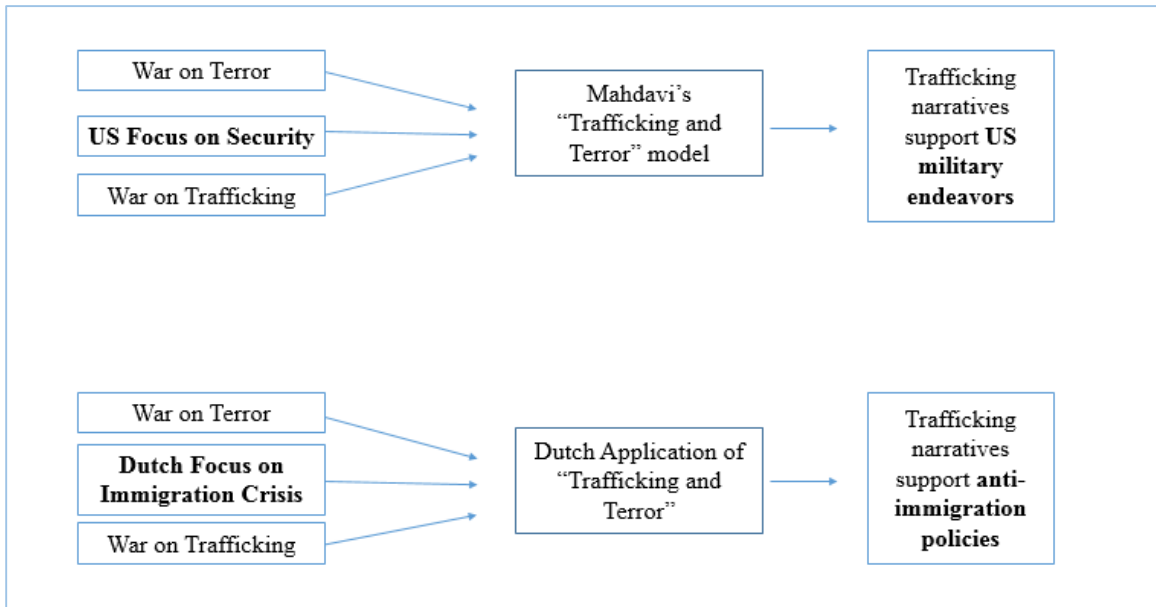 War on Terror
US Focus on Security
War on Trafficking
Mahdavi’s
“Trafficking and
Terror” model
Trafficking
narratives
support US
military
endeavors
War on Terror
Dutch Focus on
Immigration Crisis
War on Trafficking
Dutch Application of
“Trafficking and
Terror”
Trafficking
narratives
support anti-
immigration
policies